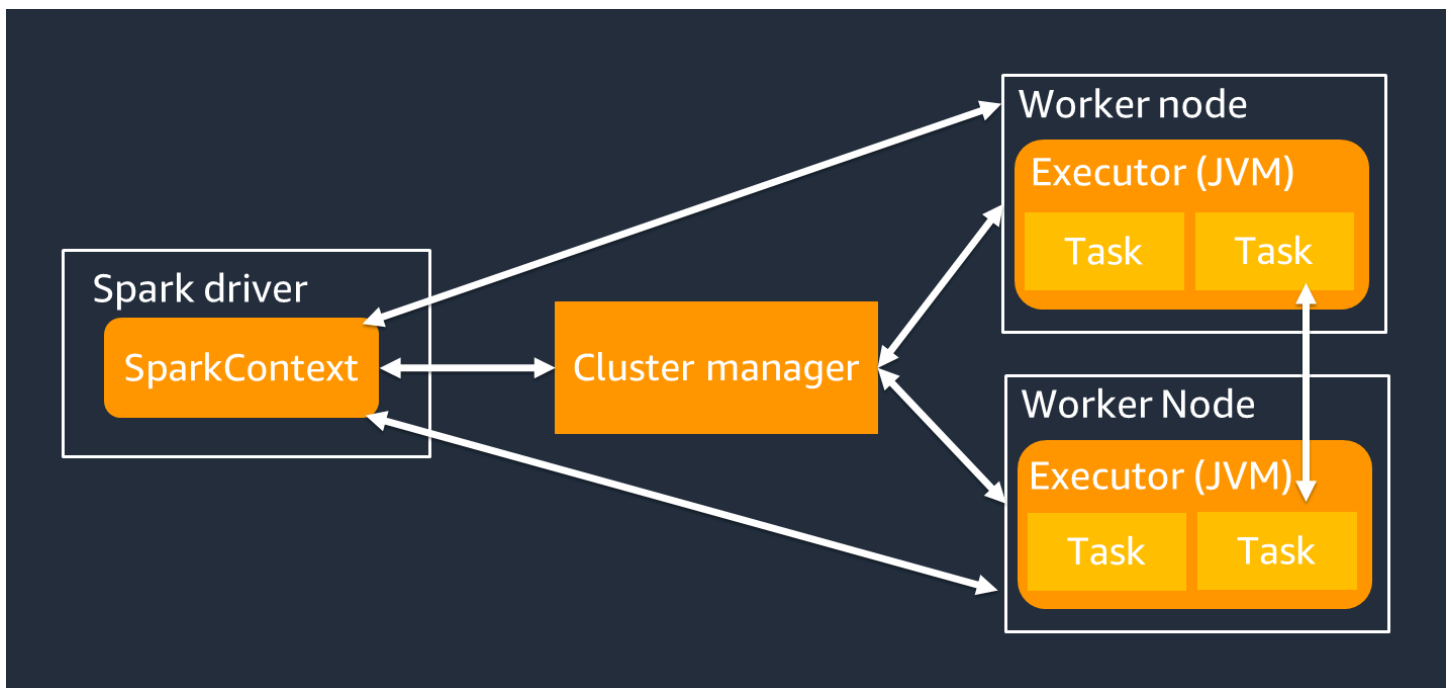 Spark driver
SparkContext
Cluster manager
Worker node
Executor (JVM)
Task
Task
Worker Node
Executor (JVM)
Task
Task